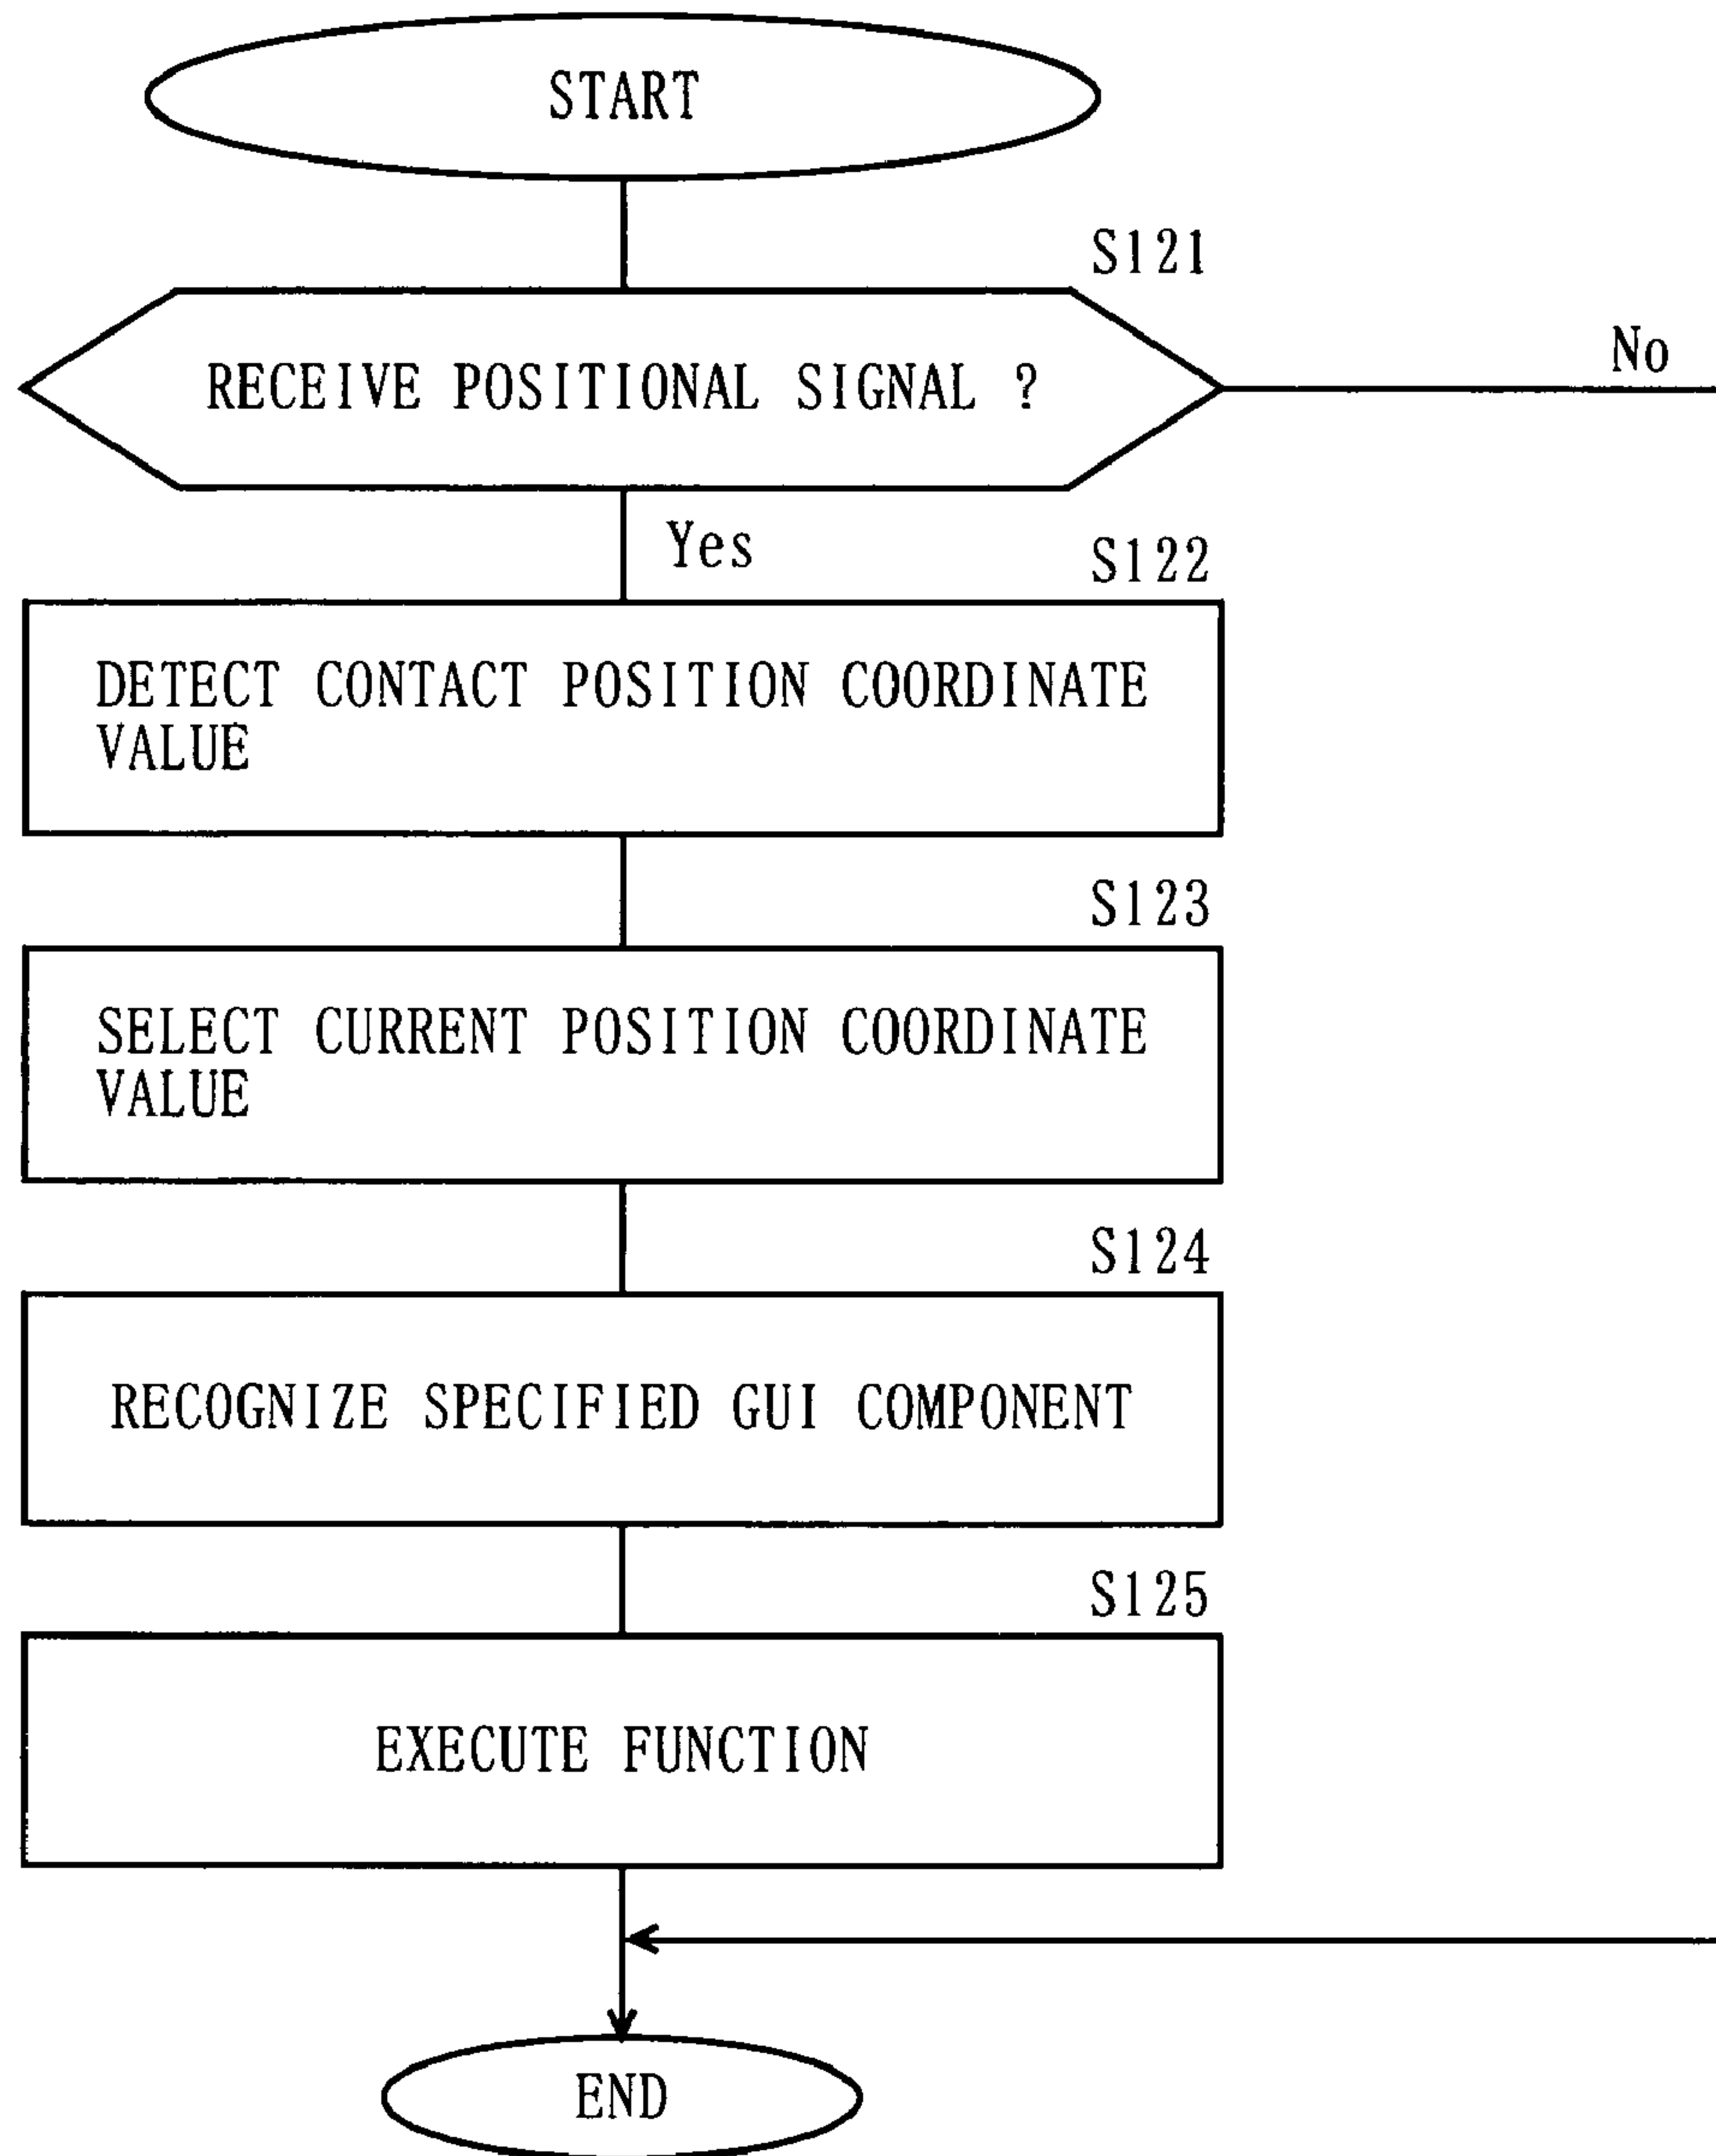 START
S121
RECEIVE POSITIONAL SIGNAL ?
No
Yes
S122
DETECT CONTACT POSITION COORDINATE
VALUE
S123
SELECT CURRENT POSITION COORDINATE
VALUE
S124
RECOGNIZE SPECIFIED GUI COMPONENT
S125
EXECUTE FUNCTION
END